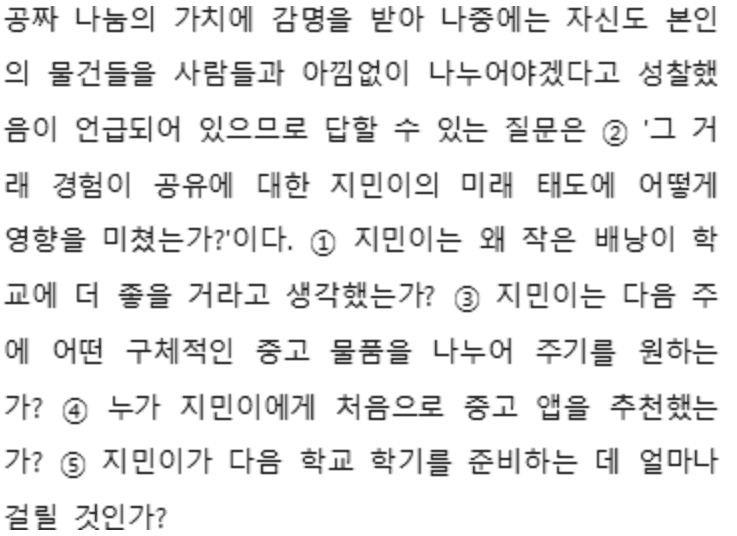 공짜 나눔의 가치에 감명을 받아 나중에는 자신도 본인
의 물건들을 사람들과 아낌없이 나누어야겠다고 성찰했
음이 언급되어 있으므로 답할 수 있는 질문은 ② '그 거
래 경험이 공유에 대한 지민이의 미래 태도에 어떻게
영향을 미쳤는가?'이다. ① 지민이는 왜 작은 배낭이 학
교에 더 좋을 거라고 생각했는가? ③ 지민이는 다음 주
에 어떤 구체적인 중고 물품을 나누어 주기를 원하는
가? ④ 누가 지민이에게 처음으로 중고 앱을 추천했는
가? ⑤ 지민이가 다음 학교 학기를 준비하는 데 얼마나
걸릴 것인가?